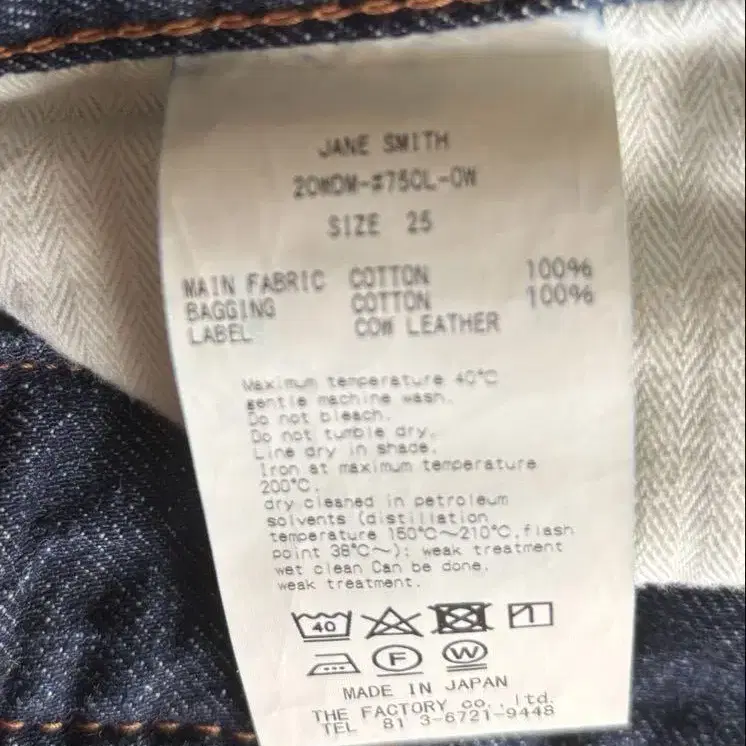 JANE SMITH
20WDM-#75CL-OW
SIZE 25
MAIN FABRIC COTTON 100%
BAGGING COTTON 100%
LABEL COW LEATHER
Maximum temperature 40°C
gentle machine wash.
Do not bleach.
Do not tumble dry.
Line dry in shade.
Iron at maximum temperature
200°C.
dry cleaned in petroleum
solvents (distillation
temperature 150°C~210°C,flash
point 38°C~): weak treatment
wet clean Can be done.
weak treatment.
40
F W
MADE IN JAPAN
THE FACTORY co.,ltd.
TEL 81 3-6721-9448